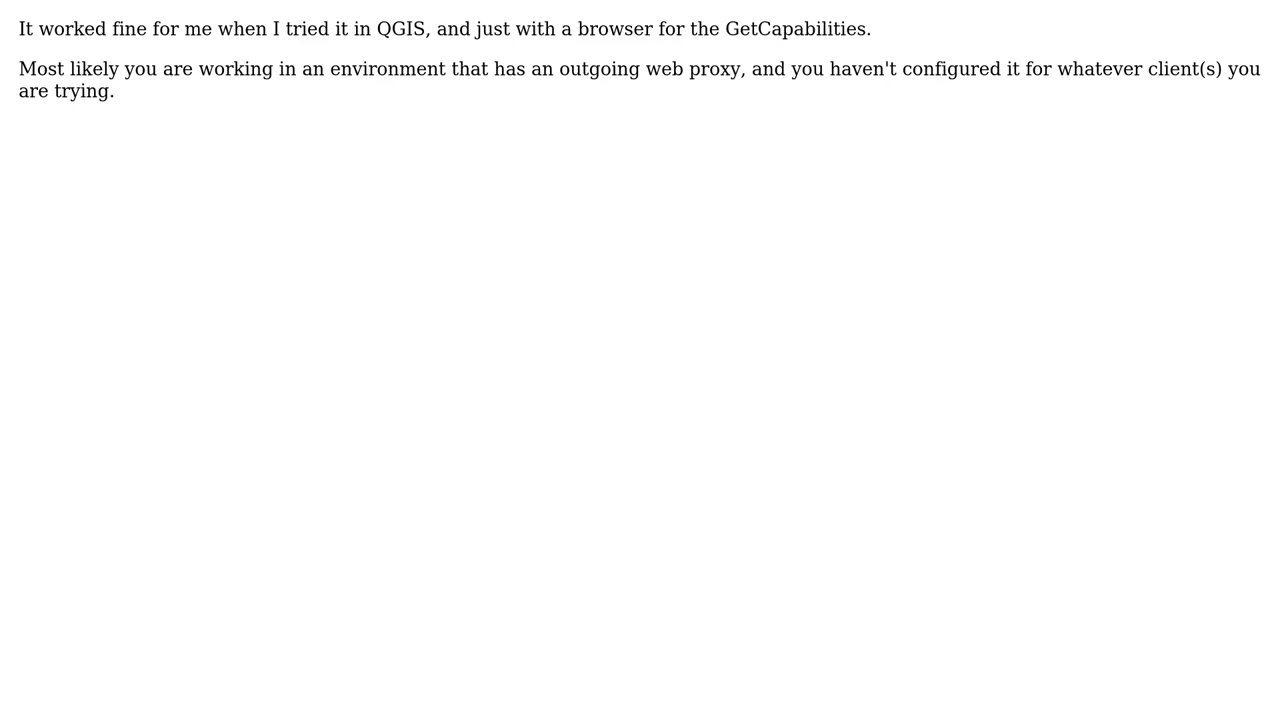 It worked fine for me when I tried it in QGIS, and just with a browser for the GetCapabilities.
Most likely you are working in an environment that has an outgoing web proxy, and you haven't configured it for whatever client(s) you
are trying.